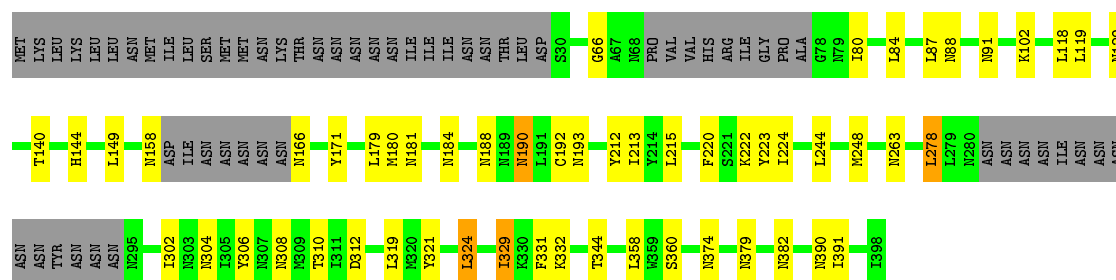 MET LYS LEU LYS LEU LEU ASN MET ILE LEU SER MET MET ASN LYS THR ASN ASN ASN ASN ASN ILE ILE ILE ASN ASN THR LEU ASP S30 G66 A67 N68 PRO VAL VAL HIS ARG ILE GLY PRO ALA G78 N79 I80 L84 L87 N88 N91 K102 L118 L119
T140 H144 L149 N158 ASP ILE ASN ASN ASN ASN ASN N166 Y171 L179 M180 N181 N184 N188 N189 N190 L191 C192 N193 Y212 I213 Y214 L215 F220 S221 K222 Y223 I224 L244 M248 N263 L278 L279 N280 ASN ASN ASN ASN ILE ASN ASN ASN
ASN ASN TYR ASN ASN ASN N295 I302 N303 N304 I305 Y306 N307 N308 M309 T310 I311 D312 L319 M320 Y321 L324 I329 K330 F331 K332 T344 L358 W359 S360 N374 N379 N382 N390 I391 I398